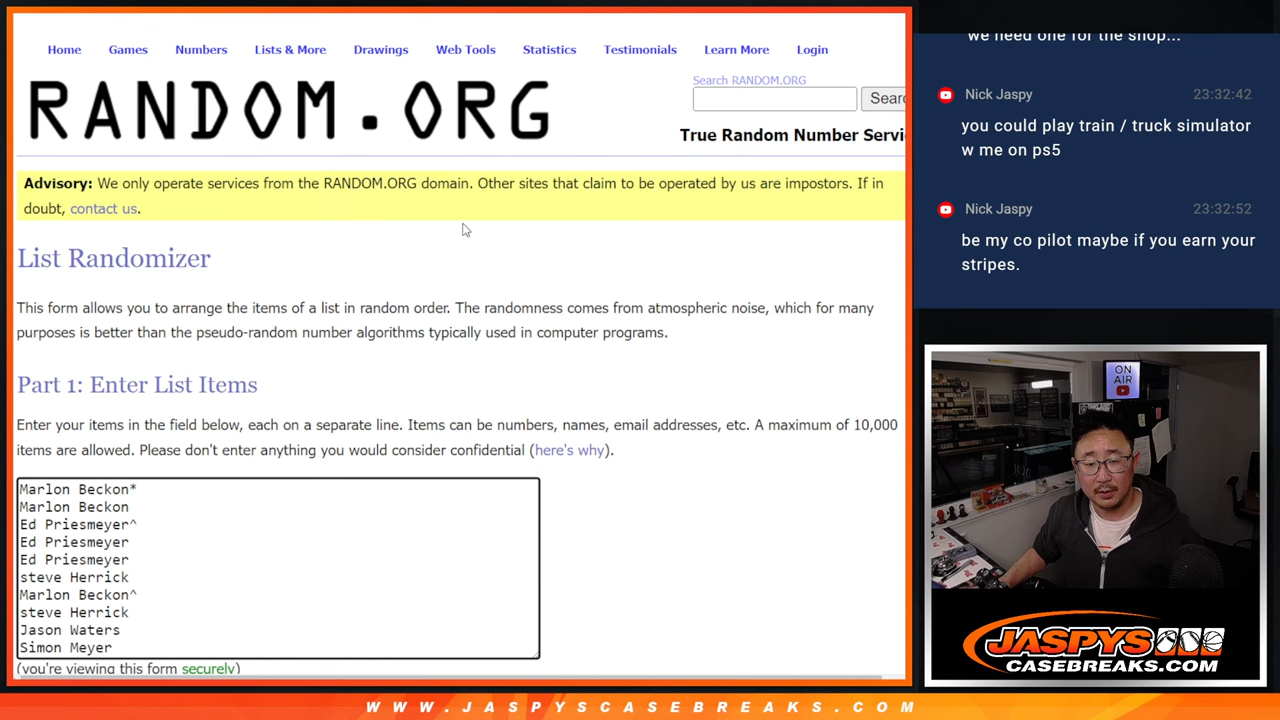 Home Games Numbers Lists & More Drawings Web Tools Statistics Testimonials Learn More Login
RANDOM.ORG
Search RANDOM.ORG
Searc
True Random Number Servi
Advisory: We only operate services from the RANDOM.ORG domain. Other sites that claim to be operated by us are impostors. If in
doubt, contact us.
List Randomizer
This form allows you to arrange the items of a list in random order. The randomness comes from atmospheric noise, which for many
purposes is better than the pseudo-random number algorithms typically used in computer programs.
Part 1: Enter List Items
Enter your items in the field below, each on a separate line. Items can be numbers, names, email addresses, etc. A maximum of 10,000
items are allowed. Please don't enter anything you would consider confidential (here's why).
Marlon Beckon*
Marlon Beckon
Ed Priesmeyer^
Ed Priesmeyer
Ed Priesmeyer
steve Herrick
Marlon Beckon^
steve Herrick
Jason Waters
Simon Meyer
(you're viewing this form securely)
we need one for the shop...
Nick Jaspy 23:32:42
you could play train / truck simulator
w me on ps5
Nick Jaspy 23:32:52
be my co pilot maybe if you earn your
stripes.
ON
AIR
JASPYS
CASEBREAKS.COM
WWW.JASPYSCASEBREAKS.COM